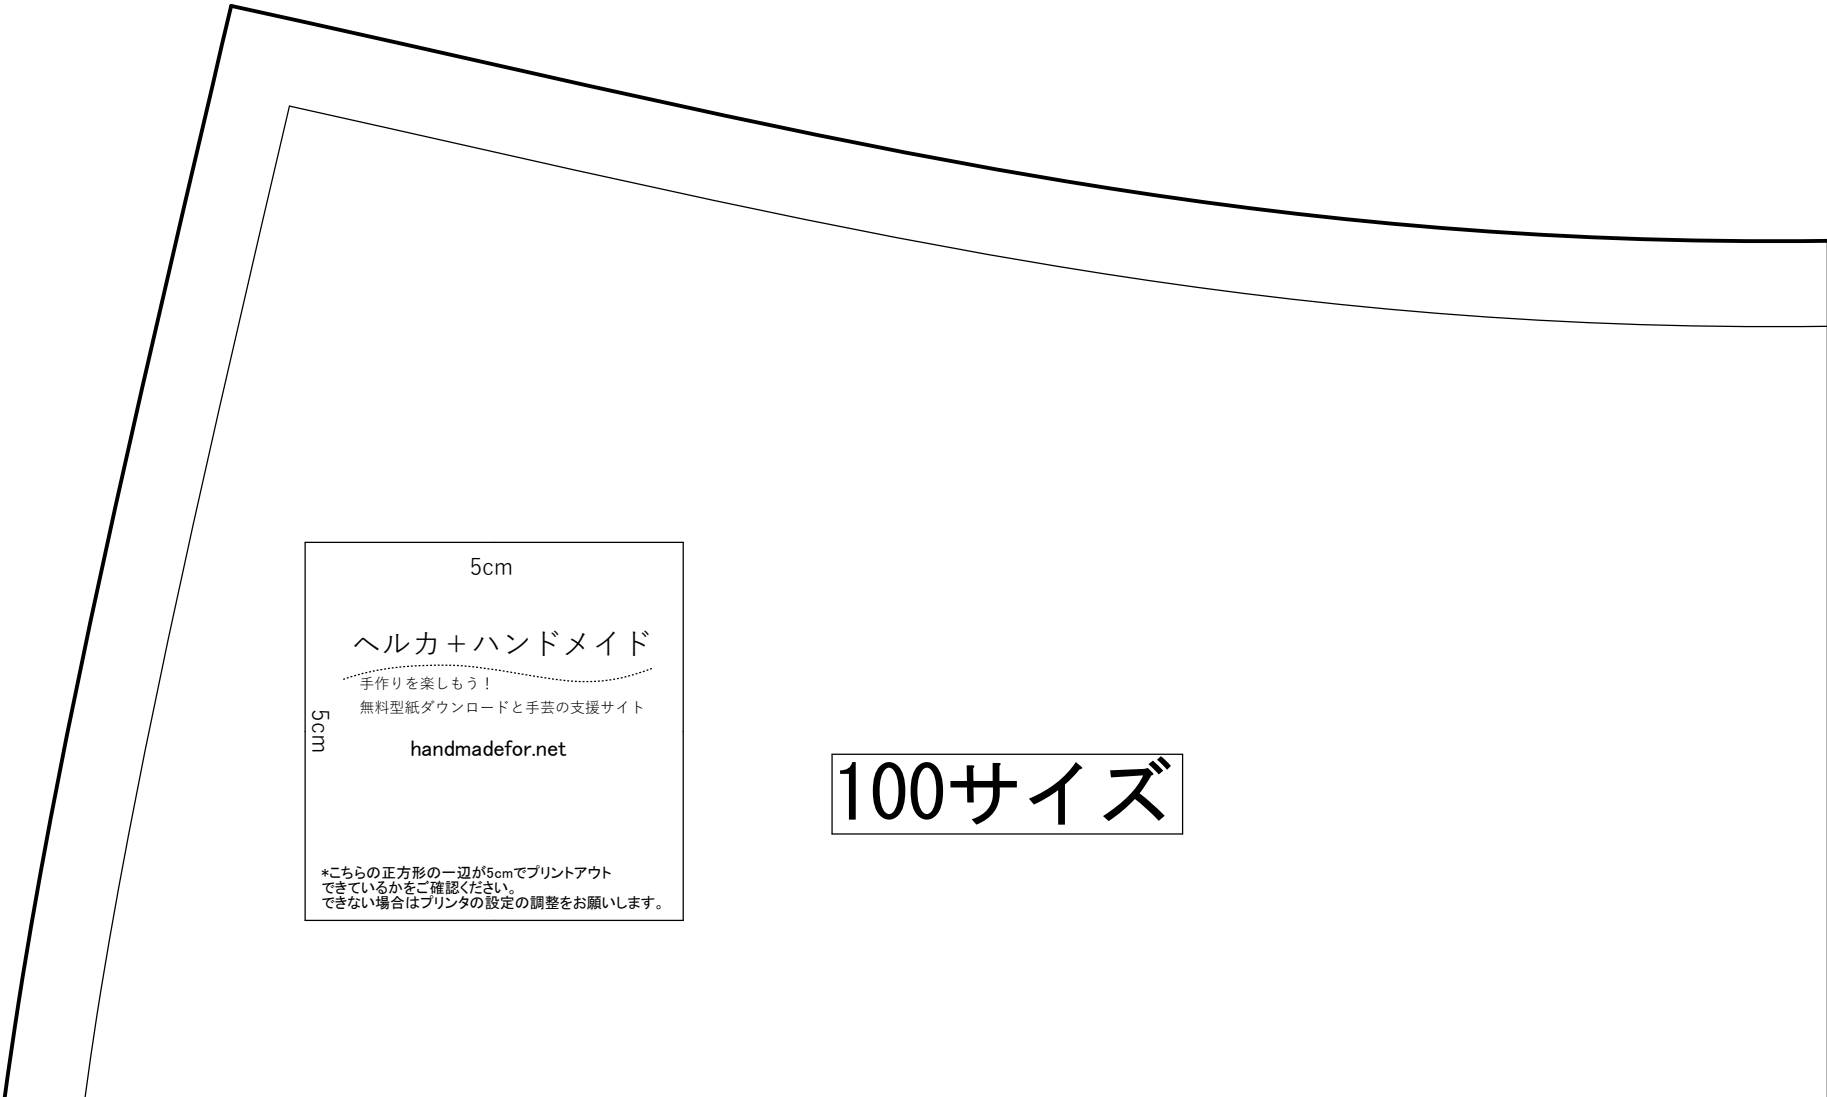 5cm
ヘルカ+ハンドメイド
手作りを楽しもう！
無料型紙ダウンロードと手芸の支援サイト
5cm
handmadefor.net
100サイズ
*こちらの正方形の一辺が5cmでプリントアウト
できているかをご確認ください。
できない場合はプリンタの設定の調整をお願いします。